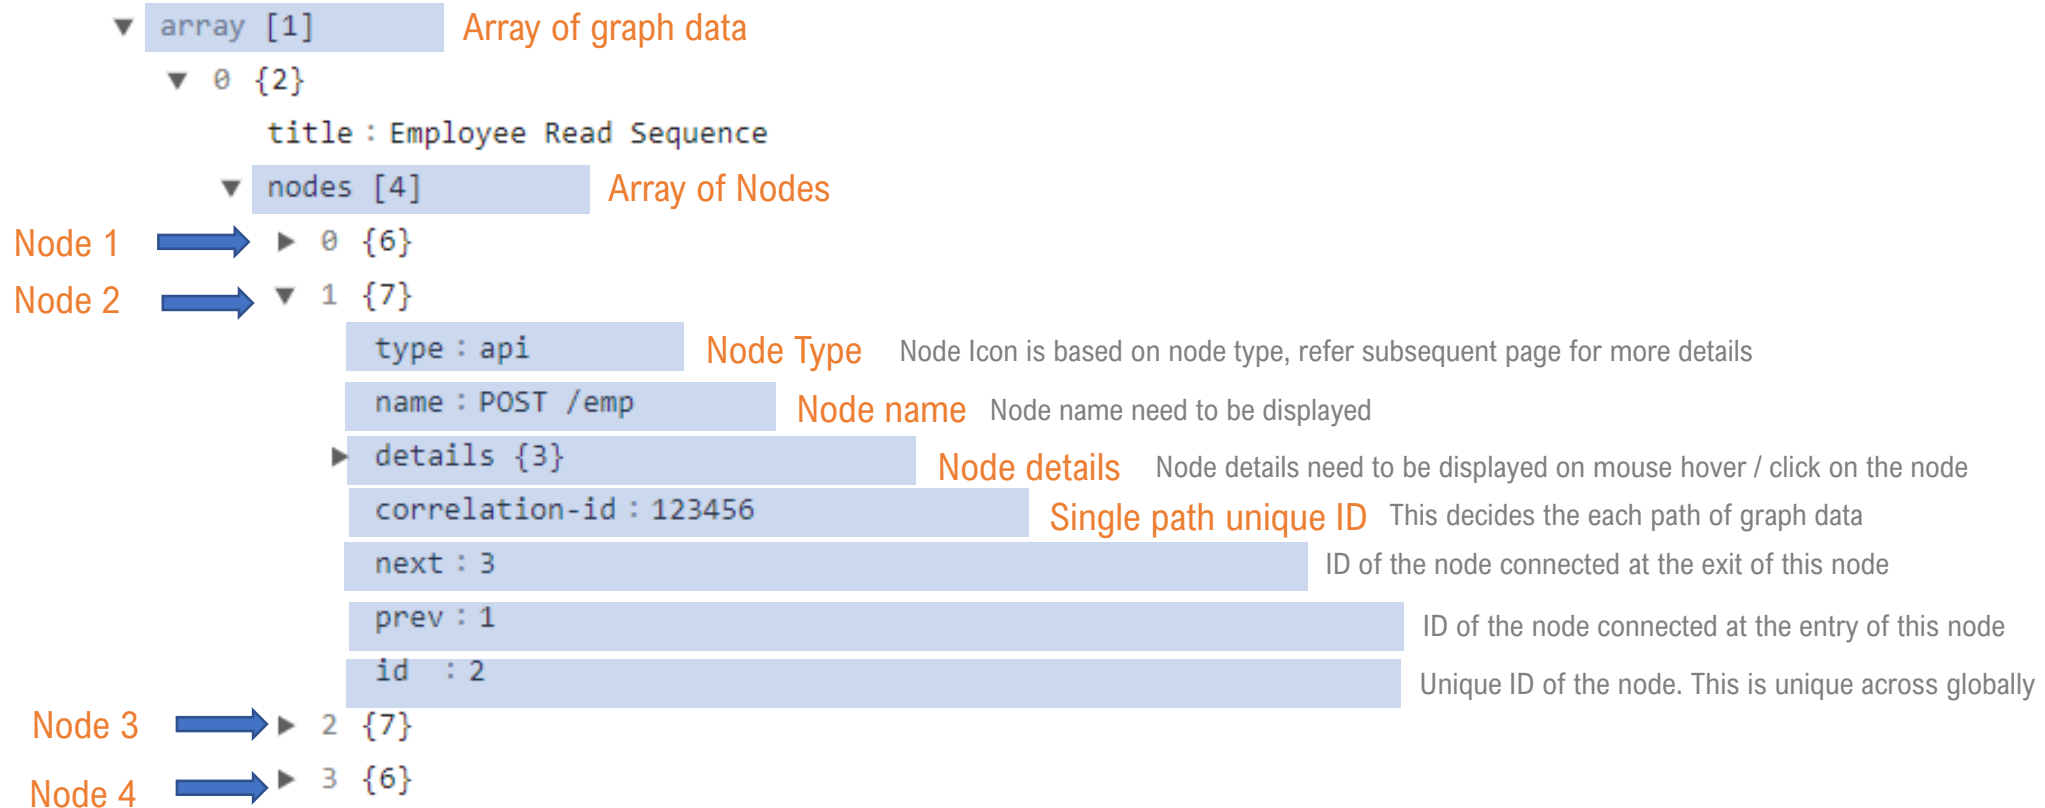 array [1] Array of graph data
0 {2}
title : Employee Read Sequence
nodes [4] Array of Nodes
Node 1 0 {6}
Node 2 1 {7}
type : api Node Type Node Icon is based on node type, refer subsequent page for more details
name : POST /emp Node name Node name need to be displayed
details {3} Node details Node details need to be displayed on mouse hover / click on the node
correlation-id : 123456 Single path unique ID This decides the each path of graph data
next : 3 ID of the node connected at the exit of this node
prev : 1 ID of the node connected at the entry of this node
id : 2 Unique ID of the node. This is unique across globally
Node 3 2 {7}
Node 4 3 {6}